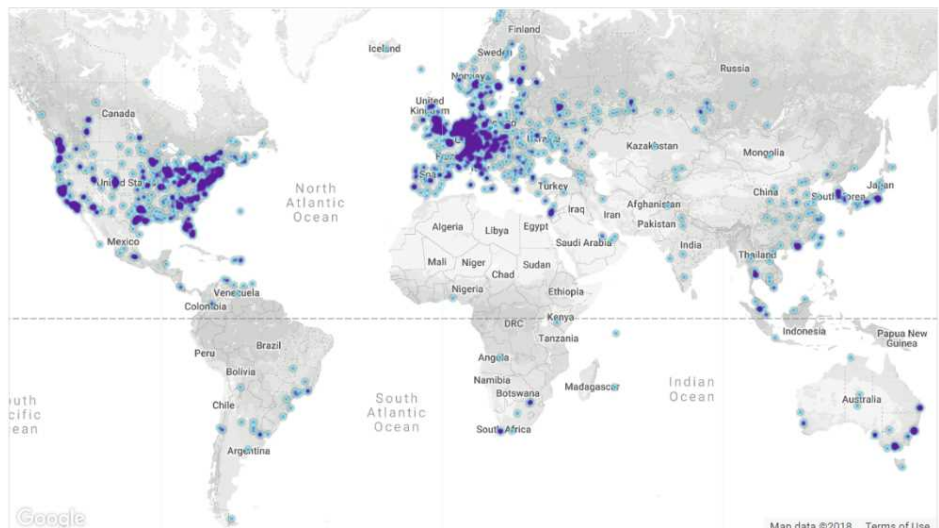 Iceland
Finland
Sweden
Norway
Russia
United
Kingdom
Canada
Kazakhstan
Mongolia
United Sta
Spa
Turkey
China
South Korea
Japan
North
Atlantic
Ocean
Iraq
Iran
Afghanistan
Pakistan
Algeria
Libya
Egypt
Saudi Arabia
India
Mexico
Mali
Niger
Chad
Sudan
Thailand
Nigeria
Ethiopia
Venezuela
Colombia
Kenya
DRC
Tanzania
Indonesia
Papua New
Guinea
Peru
Brazil
Bolivia
Angola
Namibia
Botswana
Madagascar
Indian
Ocean
Australia
Chile
South
Atlantic
Ocean
outh
cific
ean
South Africa
Argentina
Google
Map data ©2018
Terms of Use